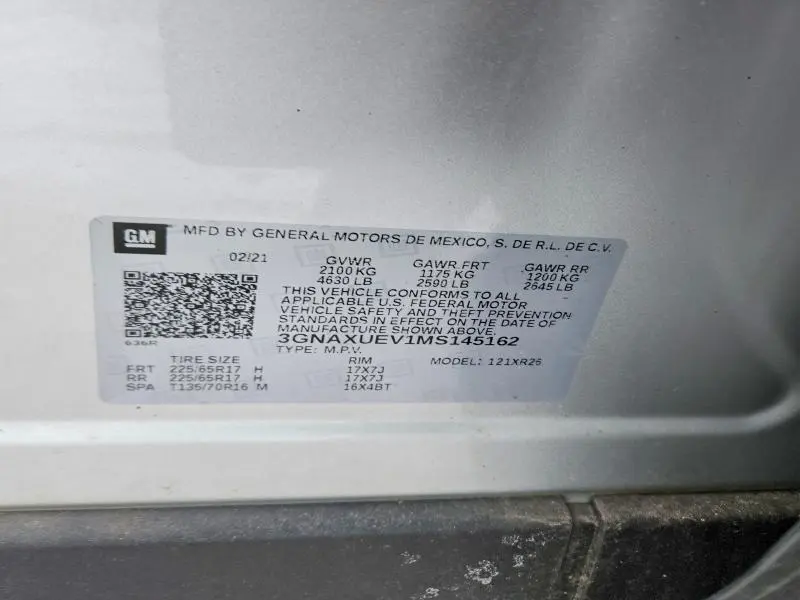 GM MFD BY GENERAL MOTORS DE MEXICO, S. DE R.L. DE C.V.
02/21 GVWR GAWR FRT GAWR RR
2100 KG 1175 KG 1200 KG
4630 LB 2590 LB 2645 LB
THIS VEHICLE CONFORMS TO ALL
APPLICABLE U.S. FEDERAL MOTOR
VEHICLE SAFETY AND THEFT PREVENTION
STANDARDS IN EFFECT ON THE DATE OF
MANUFACTURE SHOWN ABOVE.
636R 3GNAXUEV1MS145162
TYPE: M.P.V. MODEL: 121XR26
TIRE SIZE RIM
FRT 225/65R17 H 17X7J
RR 225/65R17 H 17X7J
SPA T135/70R16 M 16X4BT